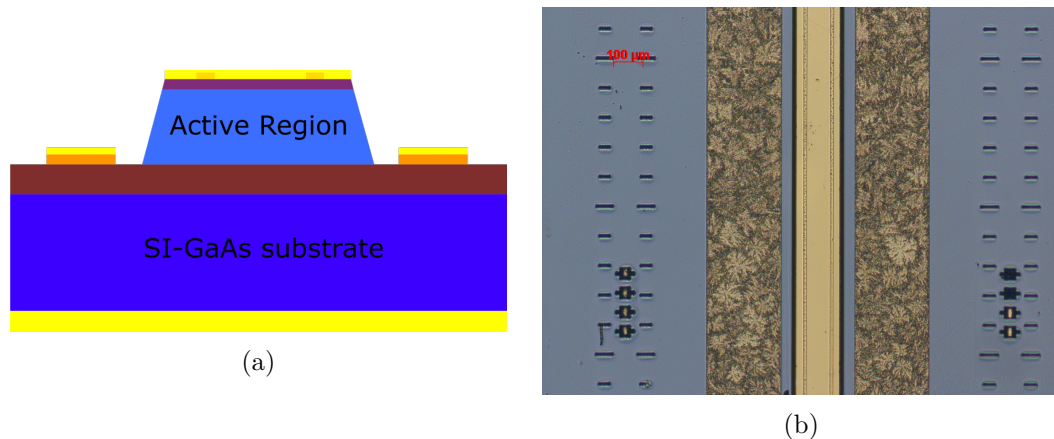 Active Region
SI-GaAs substrate
(a)
100 µm
(b)